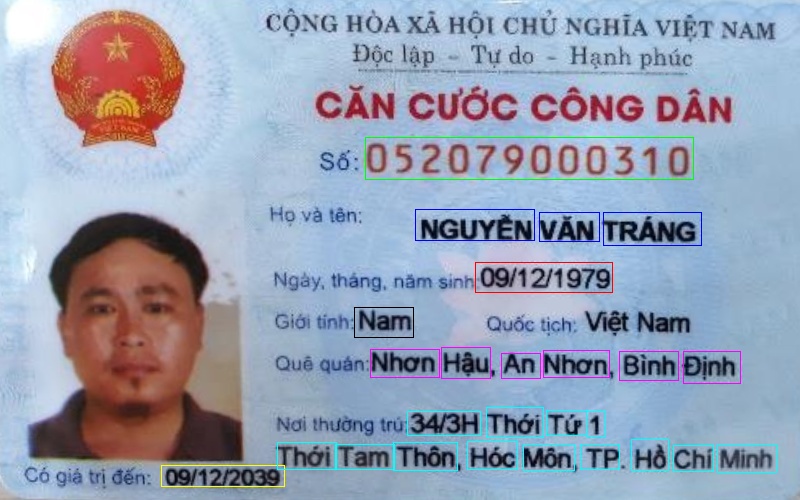 CỘNG HÒA XÃ HỘI CHỦ NGHĨA VIỆT NAM
Độc lập - Tự do - Hạnh phúc
CĂN CƯỚC CÔNG DÂN
Số: 052079000310
Họ và tên: NGUYỄN VĂN TRÁNG
Ngày, tháng, năm sinh: 09/12/1979
Giới tính: Nam Quốc tịch: Việt Nam
Quê quán: Nhơn Hậu, An Nhơn, Bình Định
Nơi thường trú: 34/3H Thới Tứ 1
Thới Tam Thôn, Hóc Môn, TP. Hồ Chí Minh
Có giá trị đến: 09/12/2039